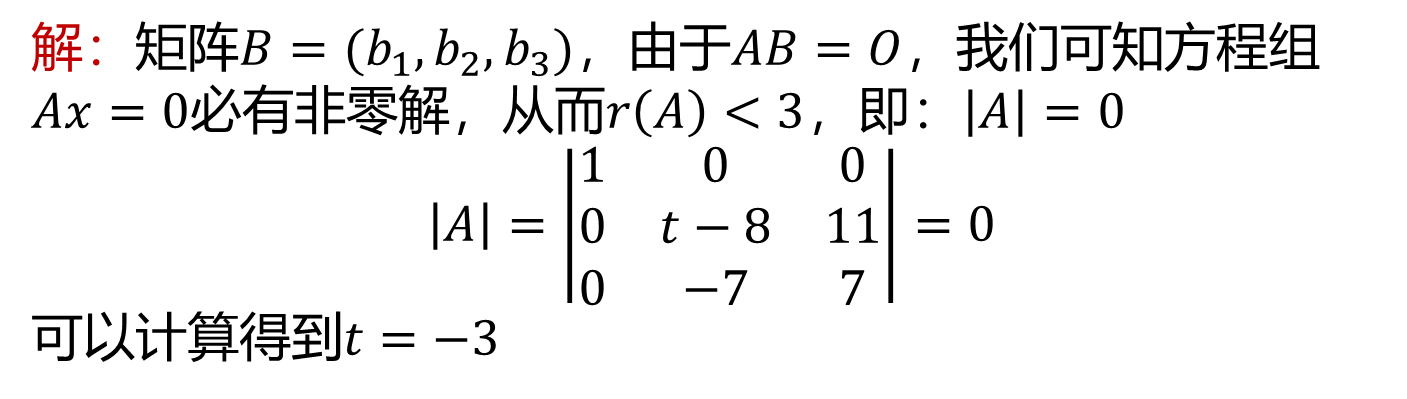 解：矩阵B = (b₁, b₂, b₃)，由于AB = O，我们可知方程组
Ax = 0必有非零解，从而r(A) < 3，即：|A| = 0
|A| = |1 0 0|
|0 t − 8 11| = 0
|0 −7 7|
可以计算得到t = −3